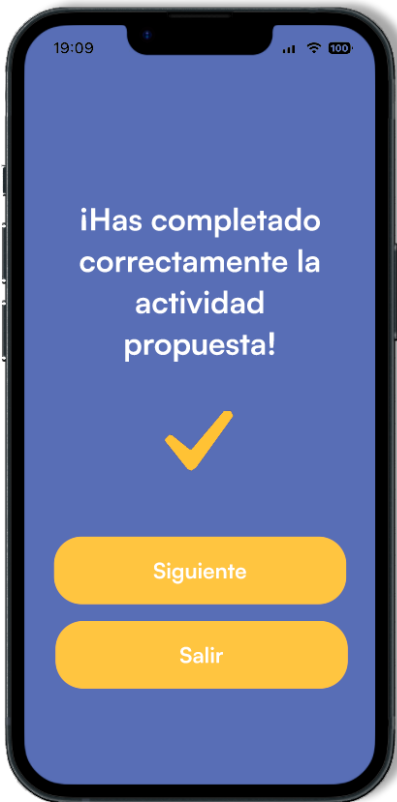 19:09
100
¡Has completado
correctamente la
actividad
propuesta!
Siguiente
Salir